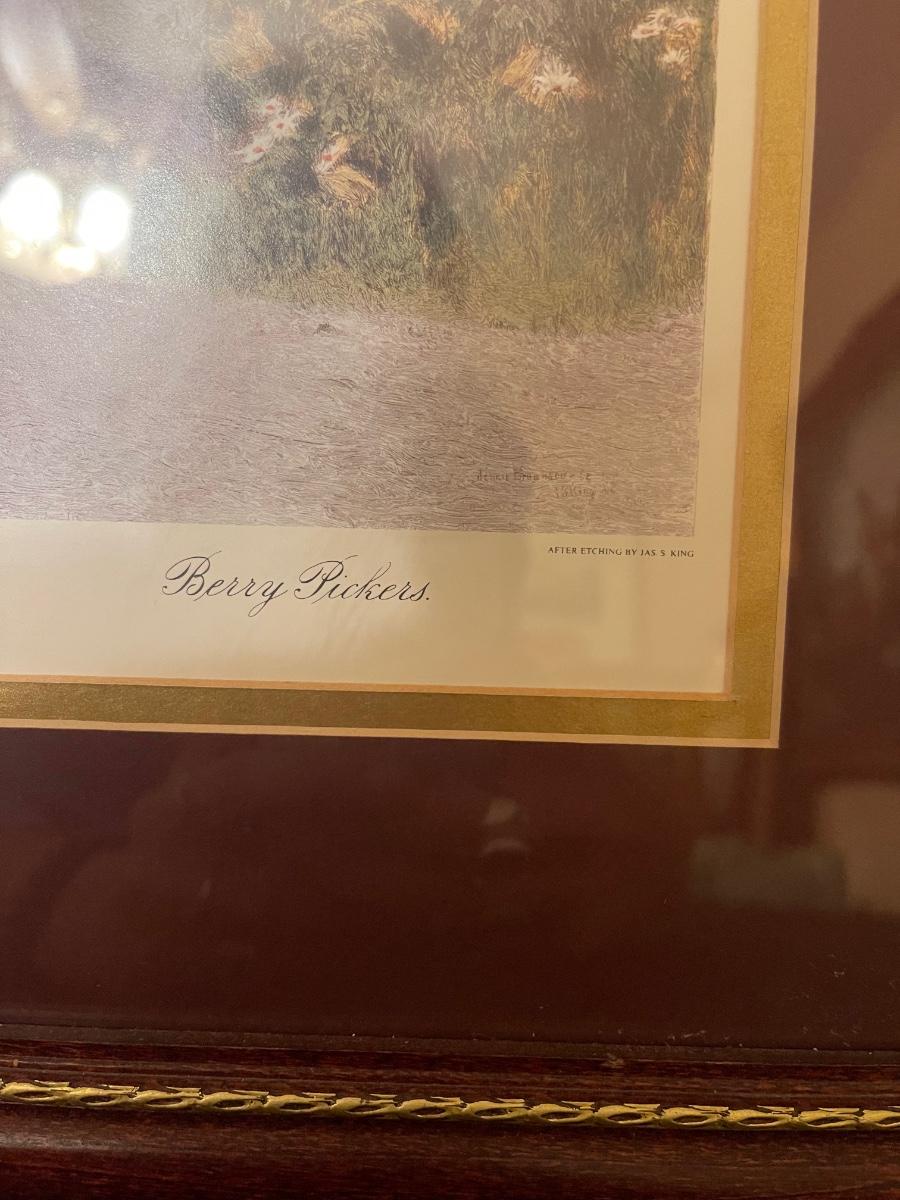 AFTER ETCHING BY JAS. S. KING
Berry Pickers.